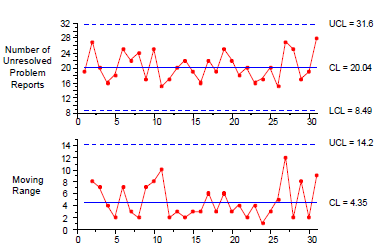 32
28
24
20
16
12
8
Number of
Unresolved
Problem
Reports
UCL = 31.6
CL = 20.04
LCL = 8.49
0 5 10 15 20 25 30
14
12
10
8
6
4
2
0
Moving
Range
UCL = 14.2
CL = 4.35
0 5 10 15 20 25 30